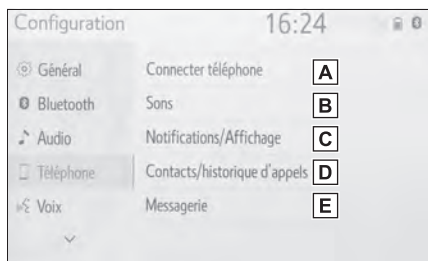 Configuration 16:24
Général
Bluetooth
Audio
Téléphone
Voix
Connecter téléphone A
Sons B
Notifications/Affichage C
Contacts/historique d'appels D
Messagerie E